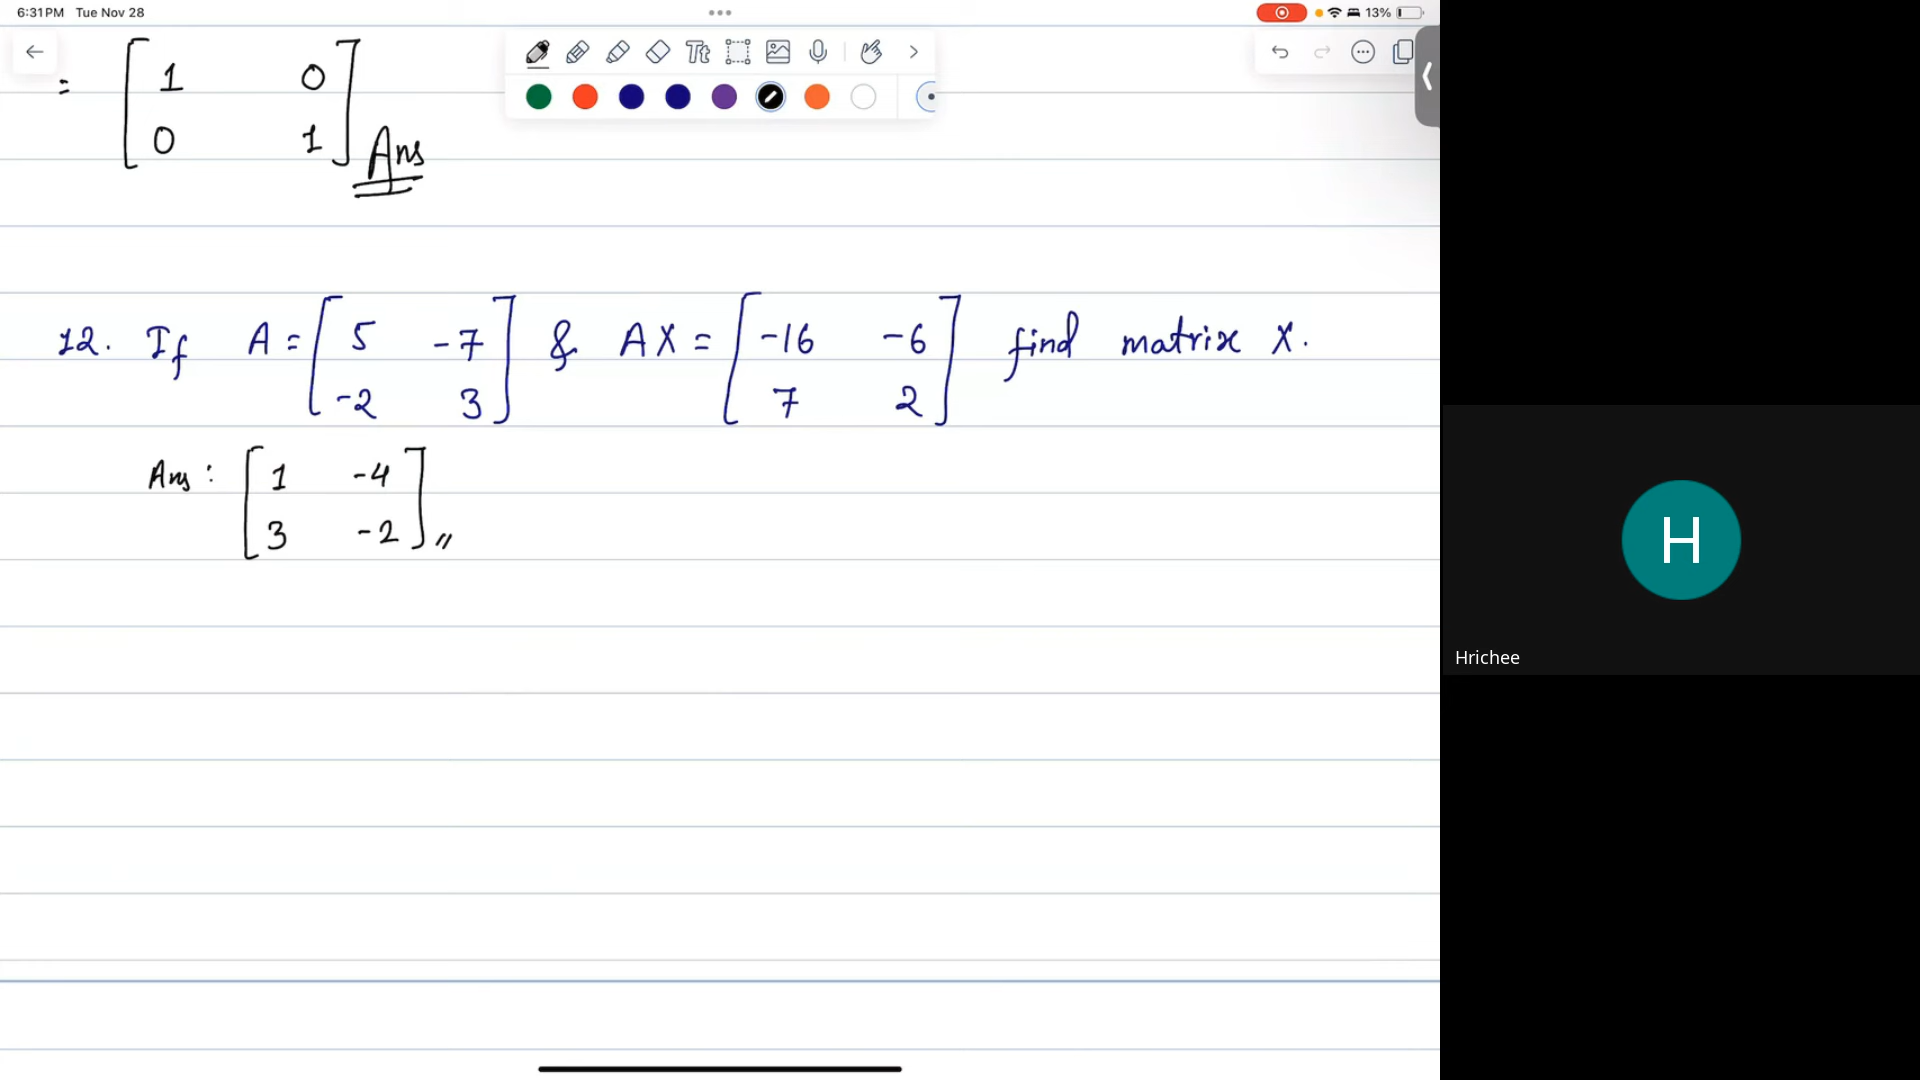 6:31 PM Tue Nov 28
13%
= [ 1 0
0 1 ] Ans
Tt
12. If A = [ 5 -7 ] & AX = [ -16 -6 ] find matrix X.
-2 3 7 2
Ans : [ 1 -4
3 -2 ] //
H
Hrichee